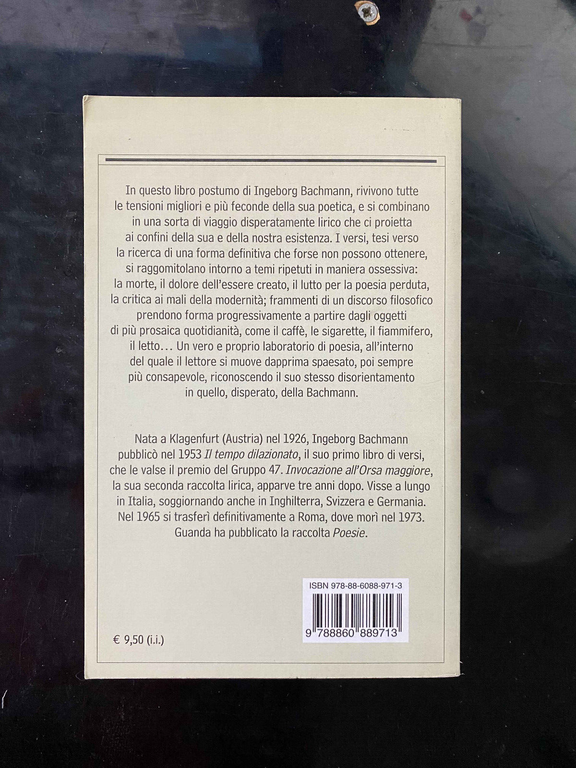 In questo libro postumo di Ingeborg Bachmann, rivivono tutte
le tensioni migliori e più feconde della sua poetica, e si combinano
in una sorta di viaggio disperatamente lirico che ci proietta
ai confini della sua e della nostra esistenza. I versi, tesi verso
la ricerca di una forma definitiva che forse non possono ottenere,
si raggomitolano intorno a temi ripetuti in maniera ossessiva:
la morte, il dolore dell'essere creato, il lutto per la poesia perduta,
la critica ai mali della modernità; frammenti di un discorso filosofico
prendono forma progressivamente a partire dagli oggetti
di più prosaica quotidianità, come il caffè, le sigarette, il fiammifero,
il letto... Un vero e proprio laboratorio di poesia, all'interno
del quale il lettore si muove dapprima spaesato, poi sempre
più consapevole, riconoscendo il suo stesso disorientamento
in quello, disperato, della Bachmann.
Nata a Klagenfurt (Austria) nel 1926, Ingeborg Bachmann
pubblicò nel 1953 Il tempo dilazionato, il suo primo libro di versi,
che le valse il premio del Gruppo 47. Invocazione all'Orsa maggiore,
la sua seconda raccolta lirica, apparve tre anni dopo. Visse a lungo
in Italia, soggiornando anche in Inghilterra, Svizzera e Germania.
Nel 1965 si trasferì definitivamente a Roma, dove morì nel 1973.
Guanda ha pubblicato la raccolta Poesie.
ISBN 978-88-6088-971-3
9 788860 889713
€ 9,50 (i.i.)